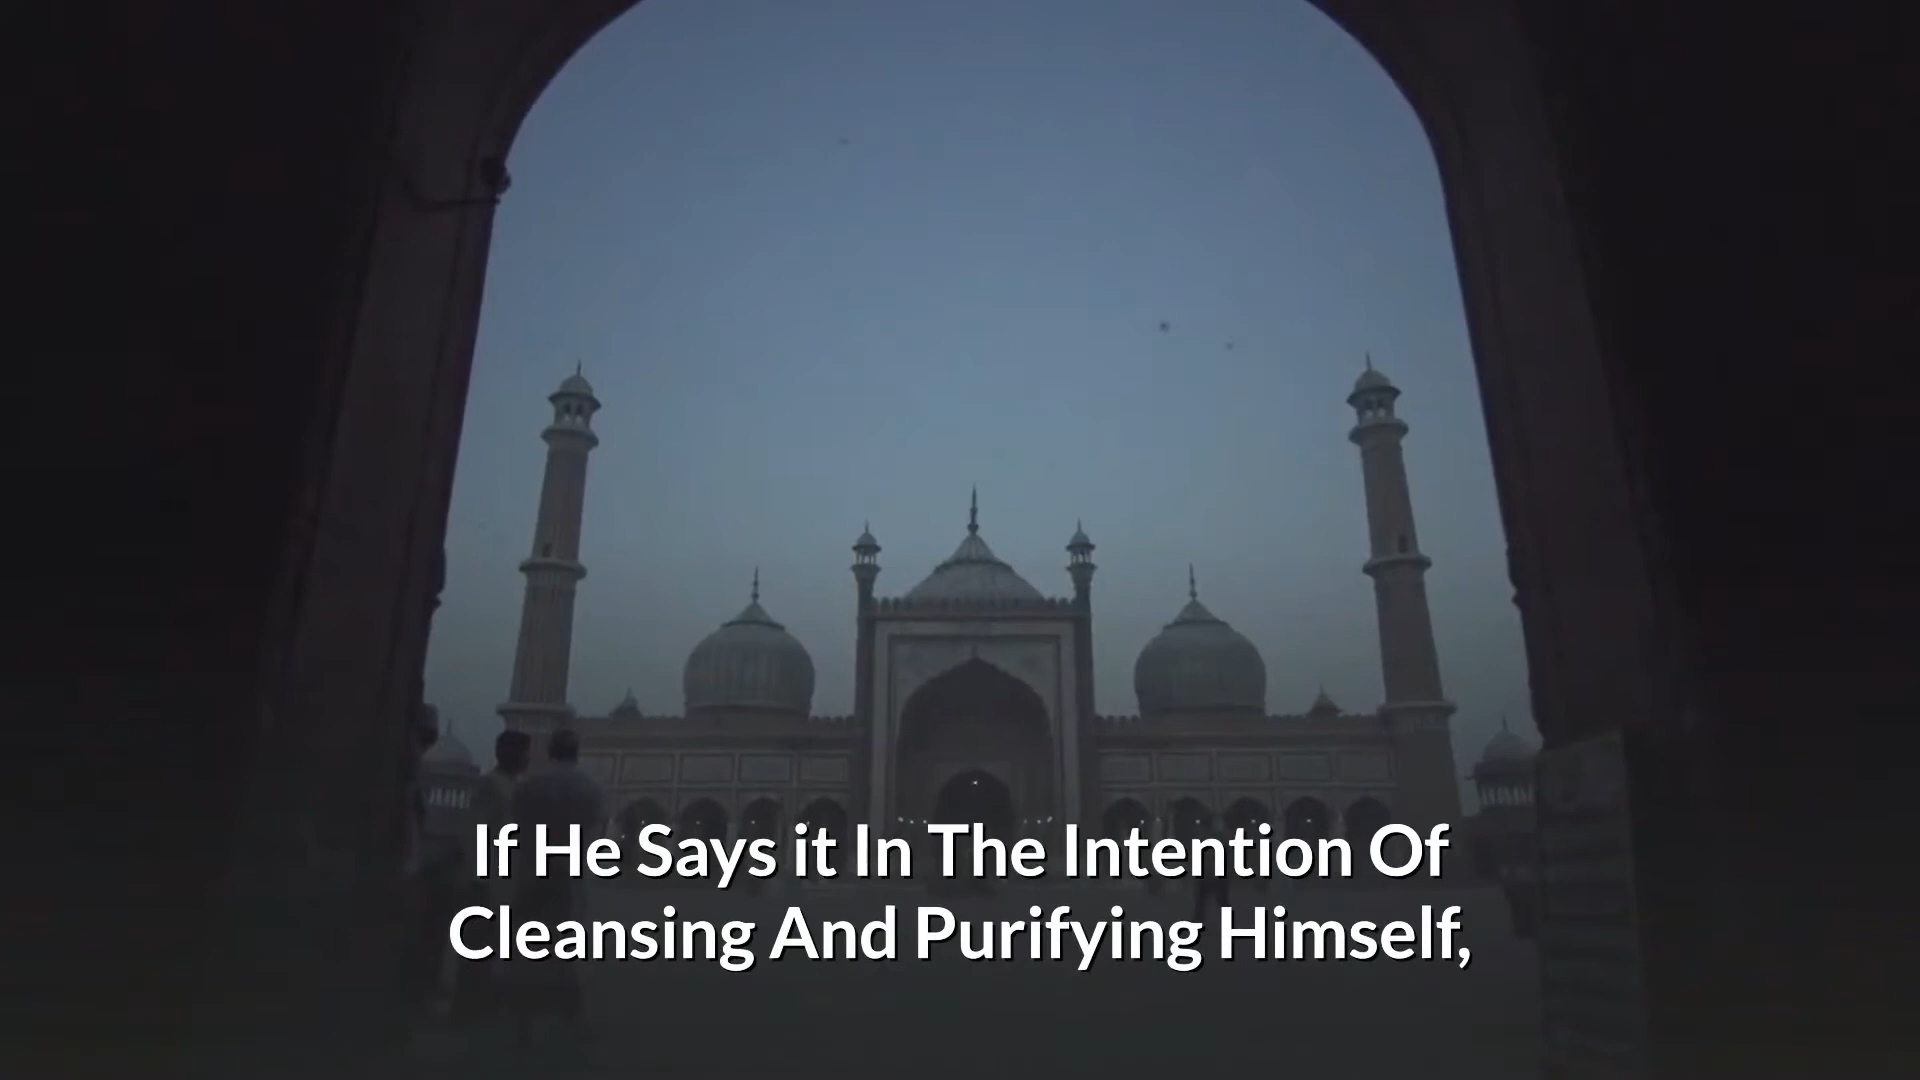 If He Says it In The Intention Of
Cleansing And Purifying Himself,